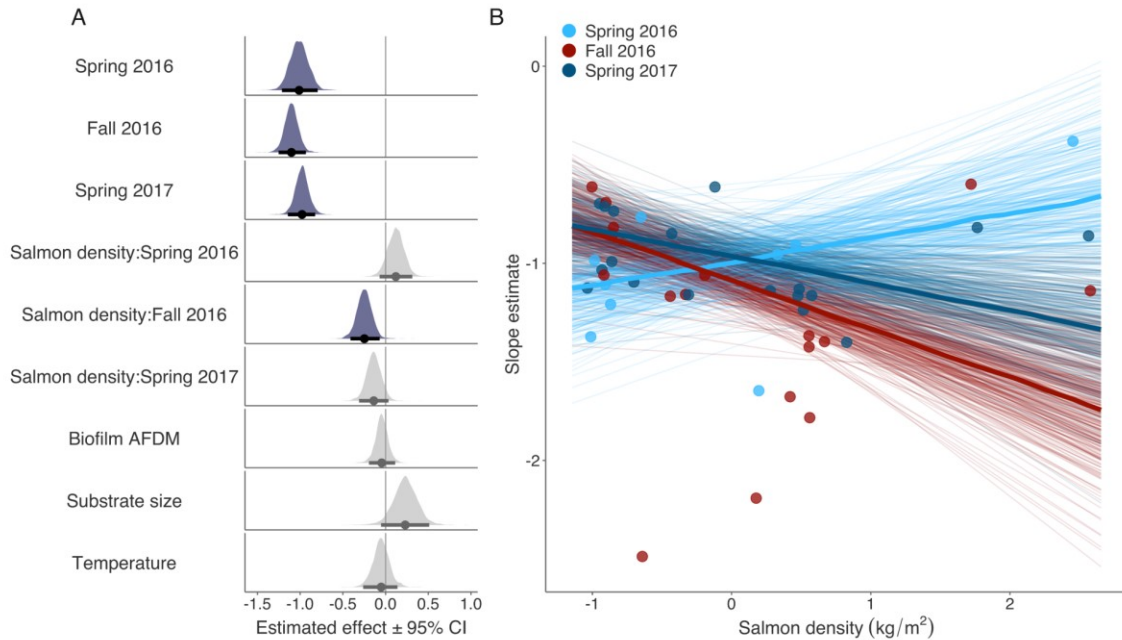 A
Spring 2016
Fall 2016
Spring 2017
Salmon density:Spring 2016
Salmon density:Fall 2016
Salmon density:Spring 2017
Biofilm AFDM
Substrate size
Temperature
-1.5 -1.0 -0.5 0.0 0.5 1.0
Estimated effect ± 95% CI
B
Spring 2016
Fall 2016
Spring 2017
Slope estimate
0
-1
-2
-1 0 1 2
Salmon density (kg/m²)